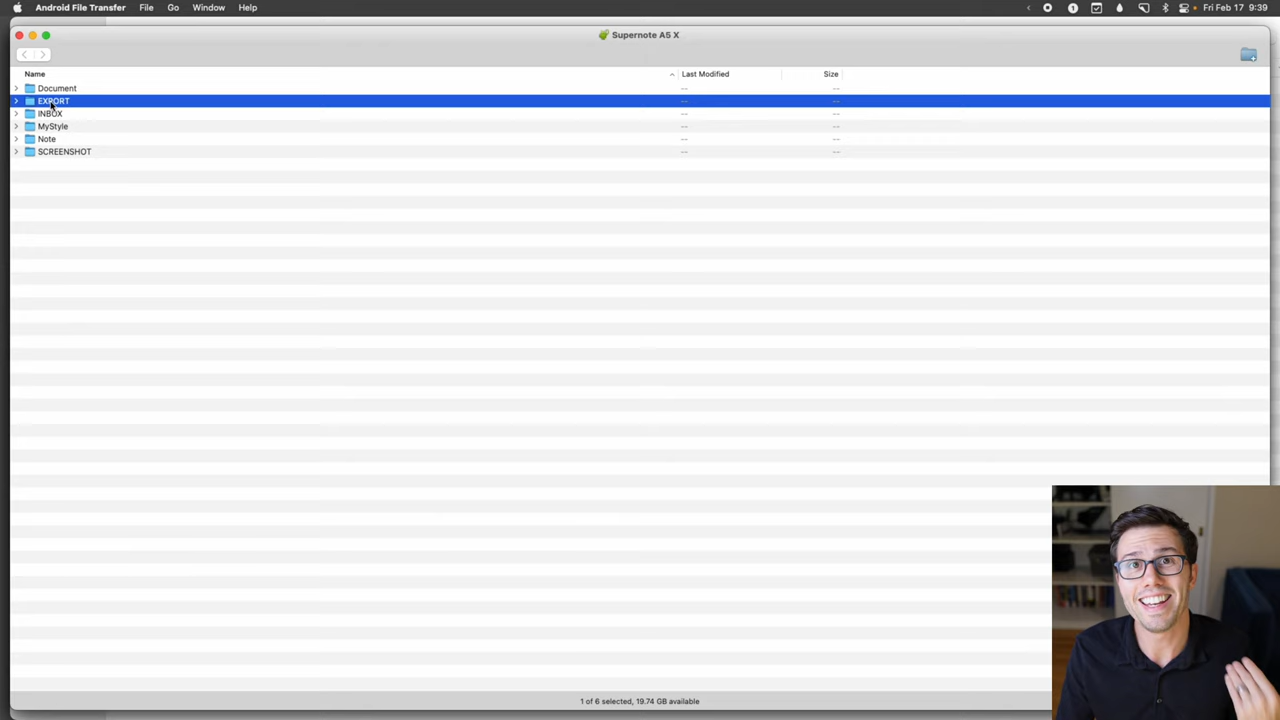 Android File Transfer File Go Window Help
1 Fri Feb 17 9:39
Supernote A5 X
Name Last Modified Size
Document -- --
EXPORT -- --
INBOX -- --
MyStyle -- --
Note -- --
SCREENSHOT -- --
1 of 6 selected, 19.74 GB available